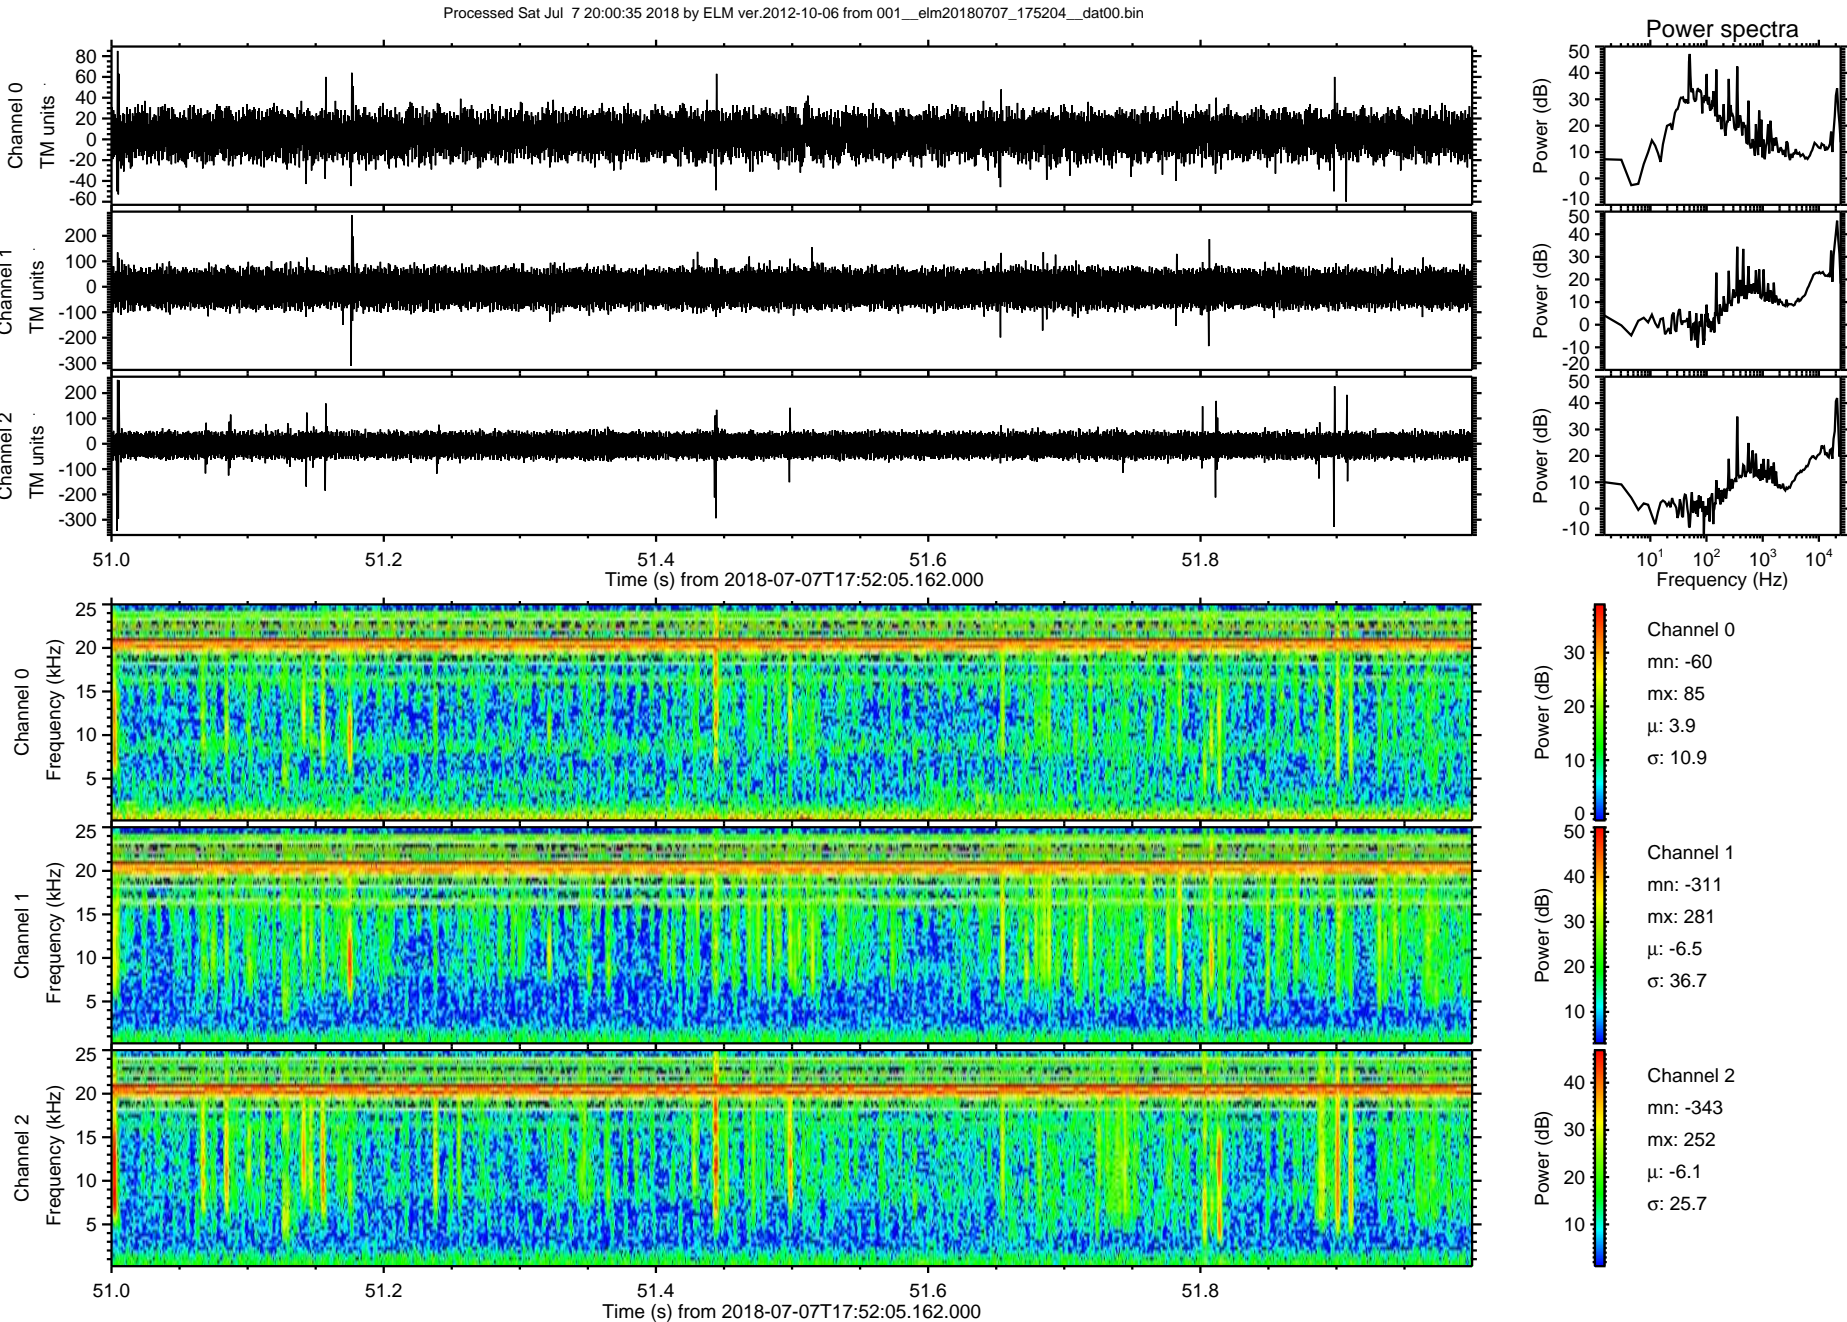 Processed Sat Jul 7 20:00:35 2018 by ELM ver.2012-10-06 from 001__elm20180707_175204__dat00.bin
Power spectra
Channel 0
TM units
80
60
40
20
0
-20
-40
-60
Power (dB)
50
40
30
20
10
0
-10
Channel 1
TM units
200
100
0
-100
-200
-300
Power (dB)
50
40
30
20
10
0
-10
-20
Channel 2
TM units
200
100
0
-100
-200
-300
Power (dB)
50
40
30
20
10
0
-10
51.0 51.2 51.4 51.6 51.8
Time (s) from 2018-07-07T17:52:05.162.000
10¹ 10² 10³ 10⁴
Frequency (Hz)
Channel 0
Frequency (kHz)
25
20
15
10
5
Power (dB)
30
20
10
0
Channel 0
mn: -60
mx: 85
μ: 3.9
σ: 10.9
Channel 1
Frequency (kHz)
25
20
15
10
5
Power (dB)
50
40
30
20
10
Channel 1
mn: -311
mx: 281
μ: -6.5
σ: 36.7
Channel 2
Frequency (kHz)
25
20
15
10
5
Power (dB)
40
30
20
10
Channel 2
mn: -343
mx: 252
μ: -6.1
σ: 25.7
51.0 51.2 51.4 51.6 51.8
Time (s) from 2018-07-07T17:52:05.162.000